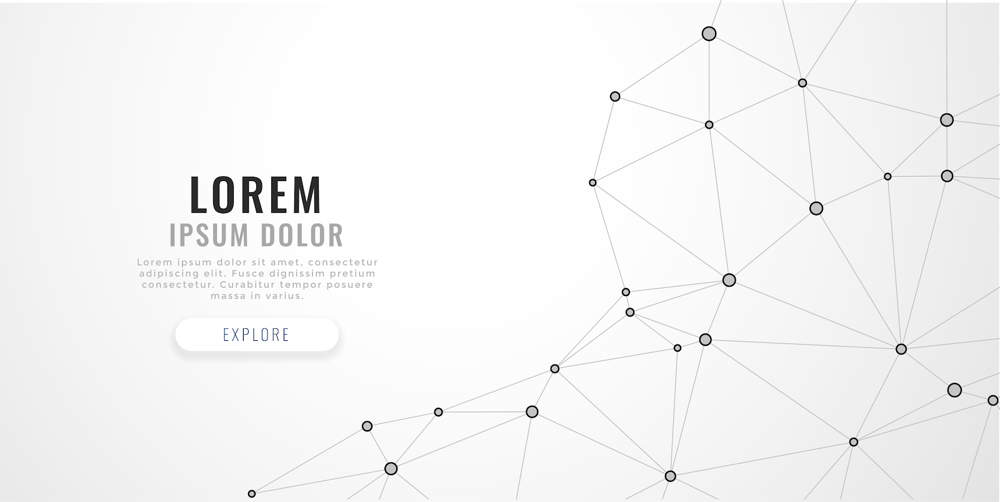 LOREM
IPSUM DOLOR
Lorem ipsum dolor sit amet, consectetur
adipiscing elit. Fusce dignissim pretium
consectetur. Curabitur tempor posuere
massa in varius.
EXPLORE